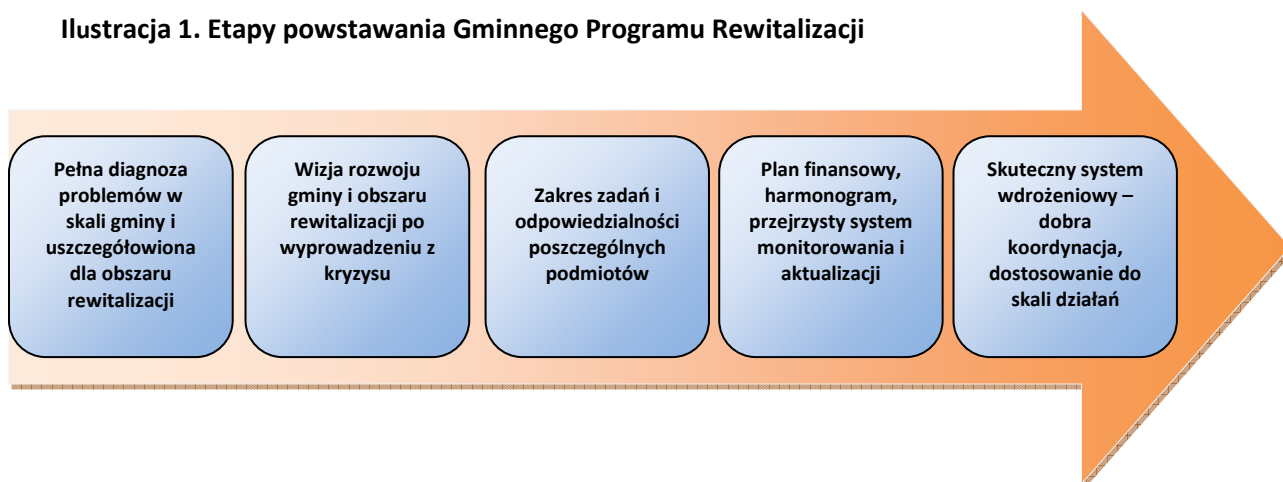 Ilustracja 1. Etapy powstawania Gminnego Programu Rewitalizacji
Pełna diagnoza
problemów w
skali gminy i
uszczegółowiona
dla obszaru
rewitalizacji
Wizja rozwoju
gminy i obszaru
rewitalizacji po
wyprowadzeniu z
kryzysu
Zakres zadań i
odpowiedzialności
poszczególnych
podmiotów
Plan finansowy,
harmonogram,
przejrzysty system
monitorowania i
aktualizacji
Skuteczny system
wdrożeniowy –
dobra
koordynacja,
dostosowanie do
skali działań